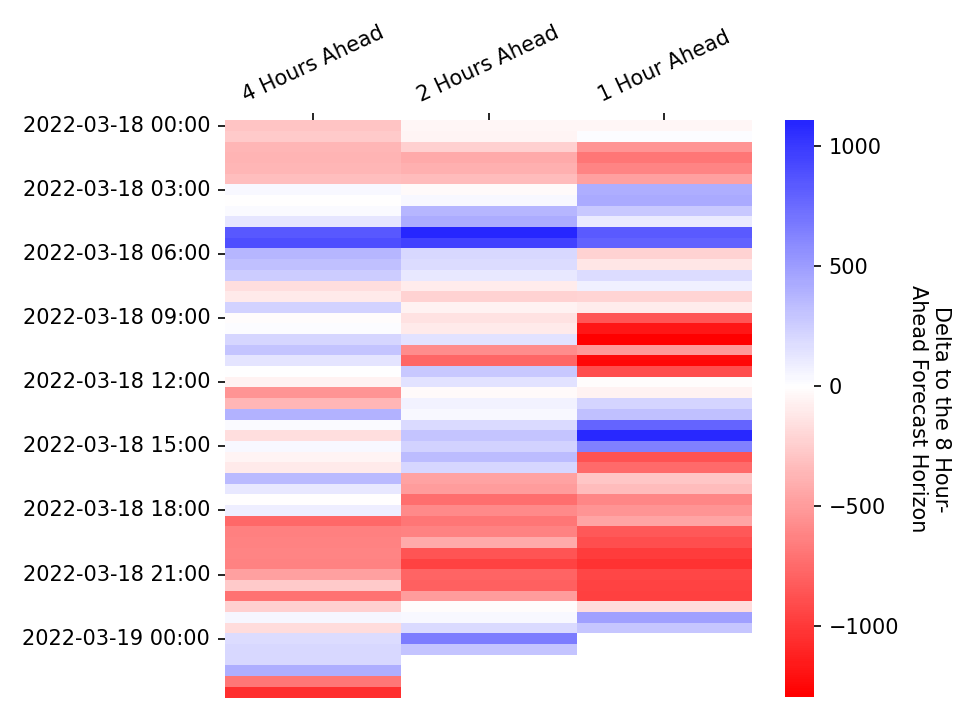 4 Hours Ahead
2 Hours Ahead
1 Hour Ahead
2022-03-18 00:00
2022-03-18 03:00
2022-03-18 06:00
2022-03-18 09:00
2022-03-18 12:00
2022-03-18 15:00
2022-03-18 18:00
2022-03-18 21:00
2022-03-19 00:00
1000
500
0
−500
−1000
Delta to the 8 Hour-
Ahead Forecast Horizon